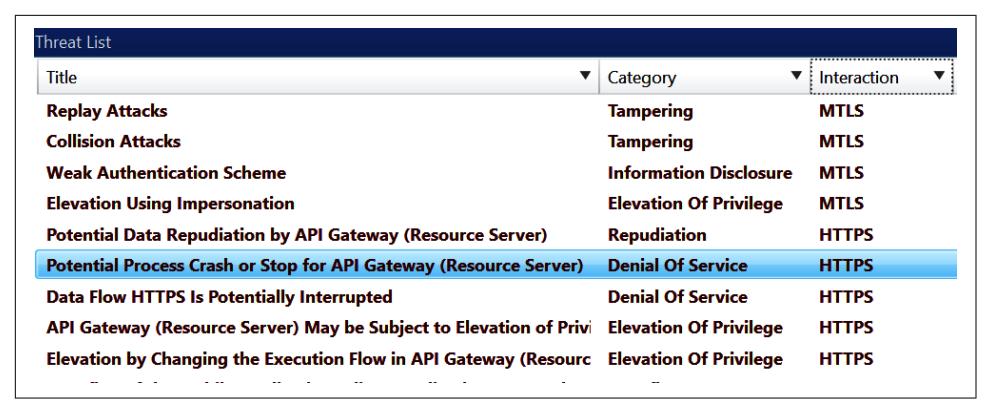 Threat List
Title Category Interaction
Replay Attacks Tampering MTLS
Collision Attacks Tampering MTLS
Weak Authentication Scheme Information Disclosure MTLS
Elevation Using Impersonation Elevation Of Privilege MTLS
Potential Data Repudiation by API Gateway (Resource Server) Repudiation HTTPS
Potential Process Crash or Stop for API Gateway (Resource Server) Denial Of Service HTTPS
Data Flow HTTPS Is Potentially Interrupted Denial Of Service HTTPS
API Gateway (Resource Server) May be Subject to Elevation of Privi Elevation Of Privilege HTTPS
Elevation by Changing the Execution Flow in API Gateway (Resourc Elevation Of Privilege HTTPS